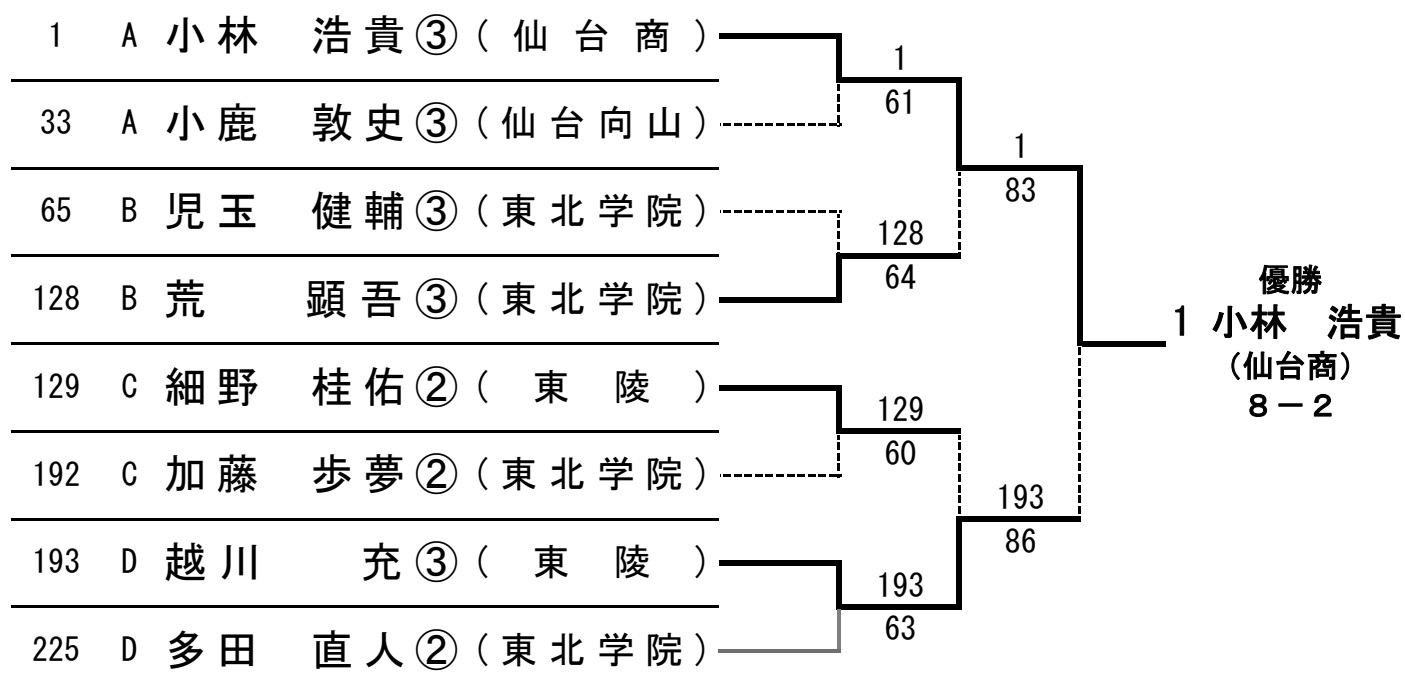 1 A 小林 浩貴③(仙台商)
33 A 小鹿 敦史③(仙台向山)
65 B 児玉 健輔③(東北学院)
128 B 荒 顕吾③(東北学院)
129 C 細野 桂佑②(東陵)
192 C 加藤 歩夢②(東北学院)
193 D 越川 充③(東陵)
225 D 多田 直人②(東北学院)
1
61
128
64
129
60
193
63
1
83
193
86
優勝
1 小林 浩貴
(仙台商)
8-2